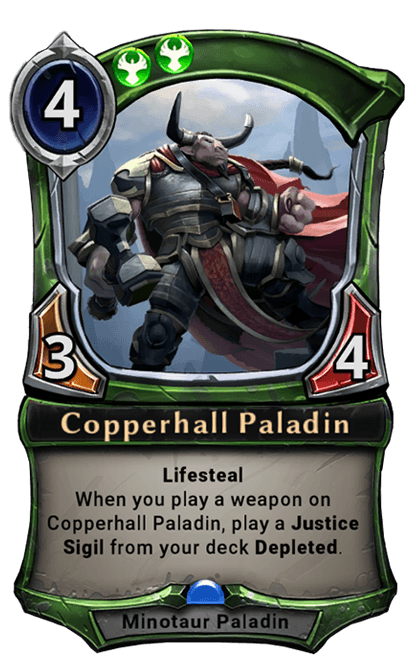 4
3
4
Copperhall Paladin
Lifesteal
When you play a weapon on
Copperhall Paladin, play a Justice
Sigil from your deck Depleted.
Minotaur Paladin